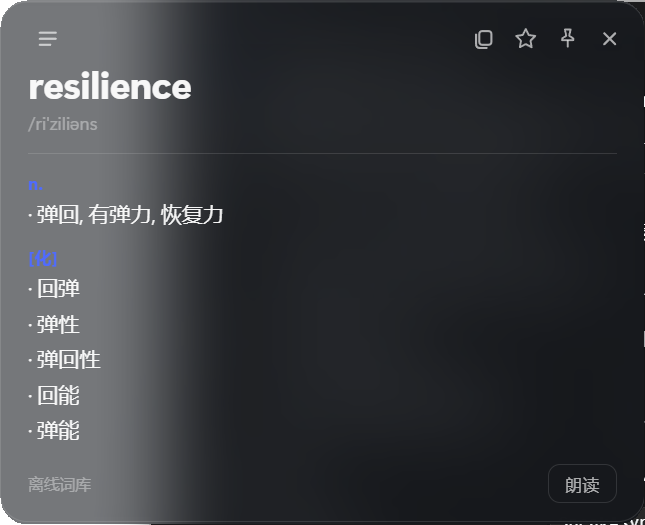 resilience
/ri'ziliəns
n.
· 弹回, 有弹力, 恢复力
[化]
· 回弹
· 弹性
· 弹回性
· 回能
· 弹能
离线词库
朗读